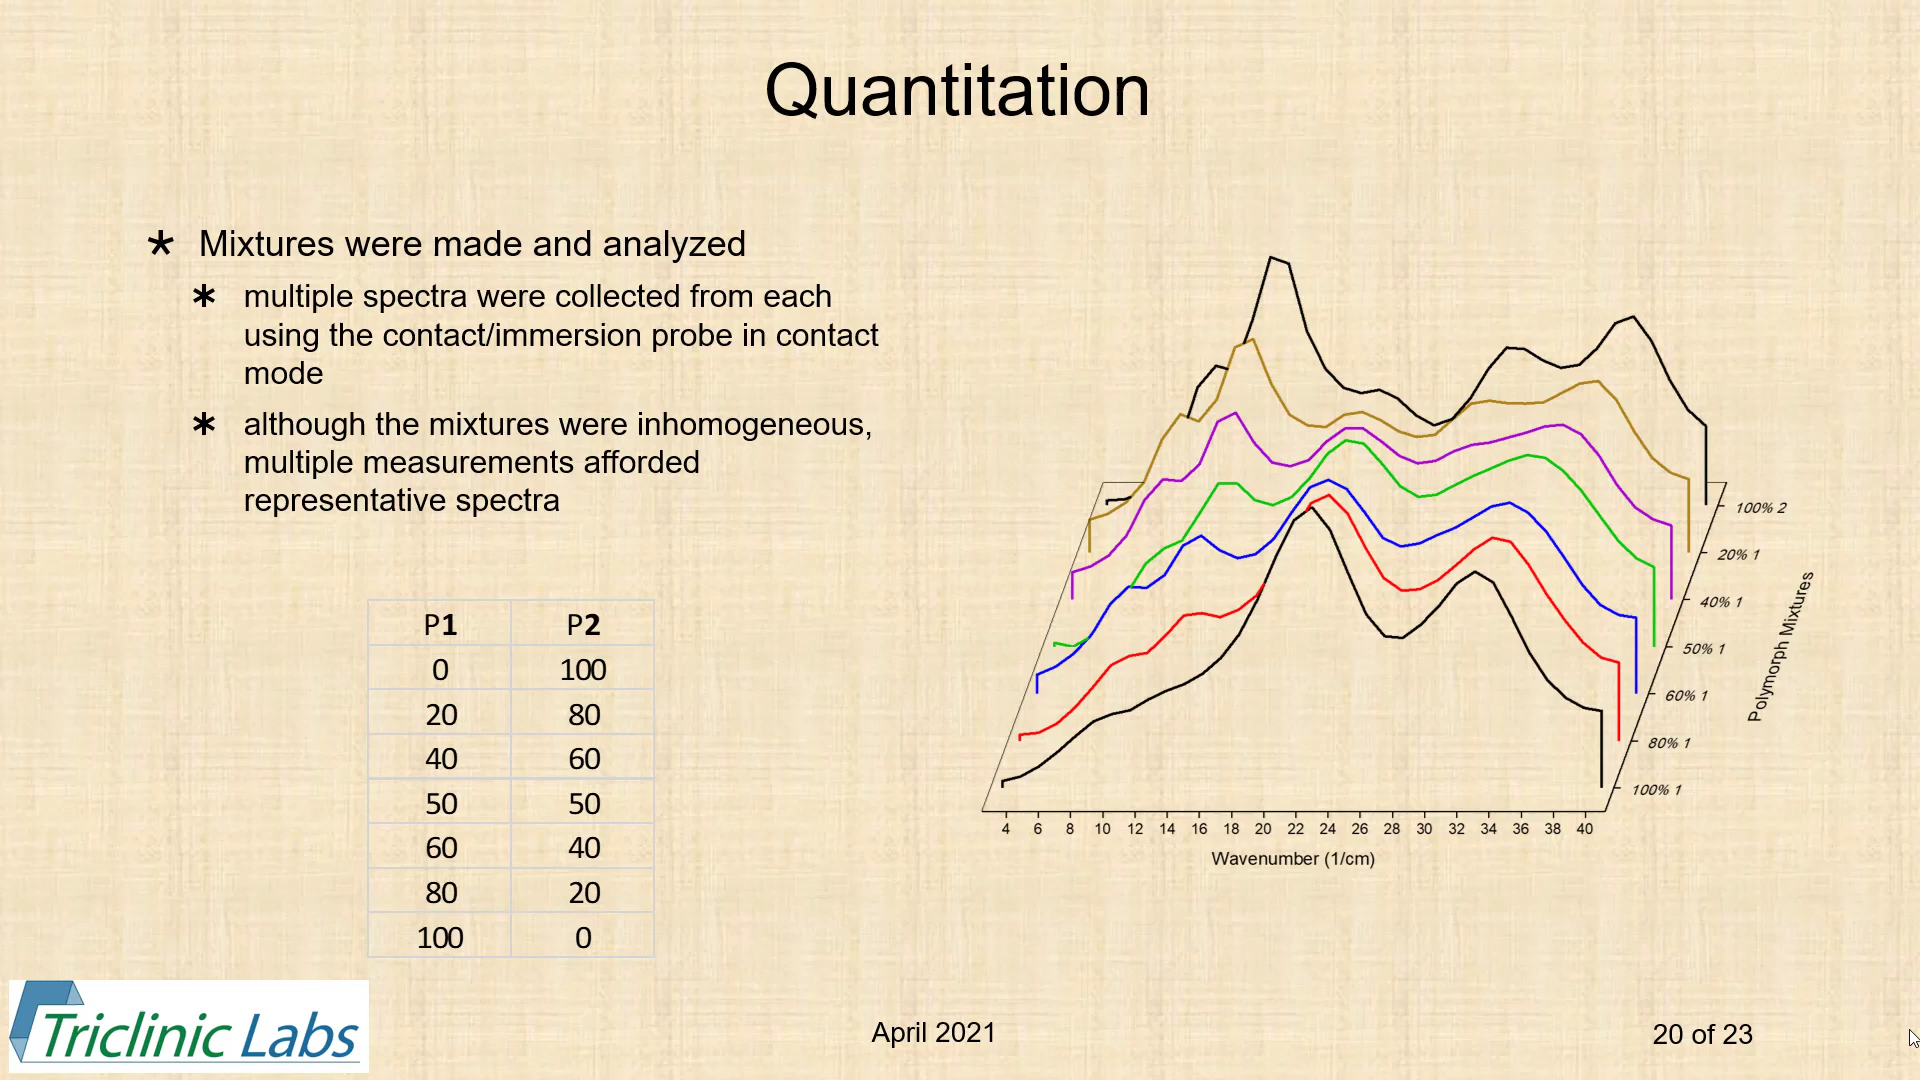 Quantitation
* Mixtures were made and analyzed
* multiple spectra were collected from each
using the contact/immersion probe in contact
mode
* although the mixtures were inhomogeneous,
multiple measurements afforded
representative spectra
P1 P2
0 100
20 80
40 60
50 50
60 40
80 20
100 0
100% 2
20% 1
40% 1
50% 1
60% 1
80% 1
100% 1
Polymorph Mixtures
4 6 8 10 12 14 16 18 20 22 24 26 28 30 32 34 36 38 40
Wavenumber (1/cm)
Triclinic Labs
April 2021
20 of 23